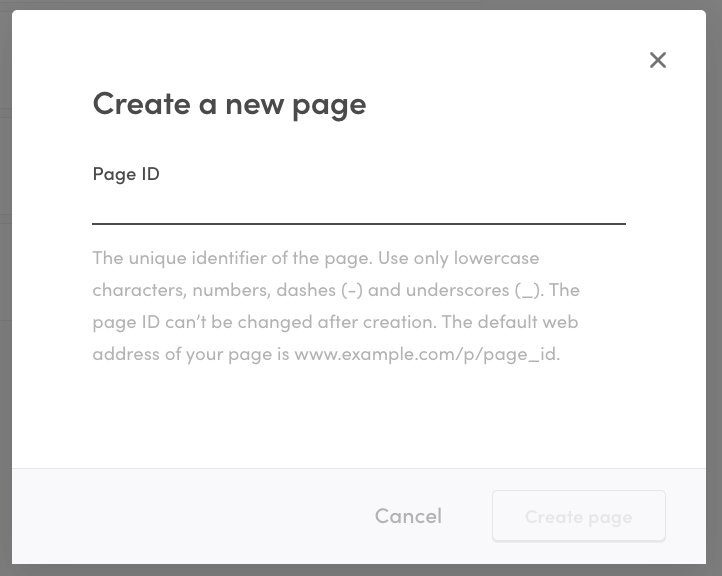 Create a new page
Page ID
The unique identifier of the page. Use only lowercase
characters, numbers, dashes (-) and underscores (_). The
page ID can’t be changed after creation. The default web
address of your page is www.example.com/p/page_id.
Cancel
Create page